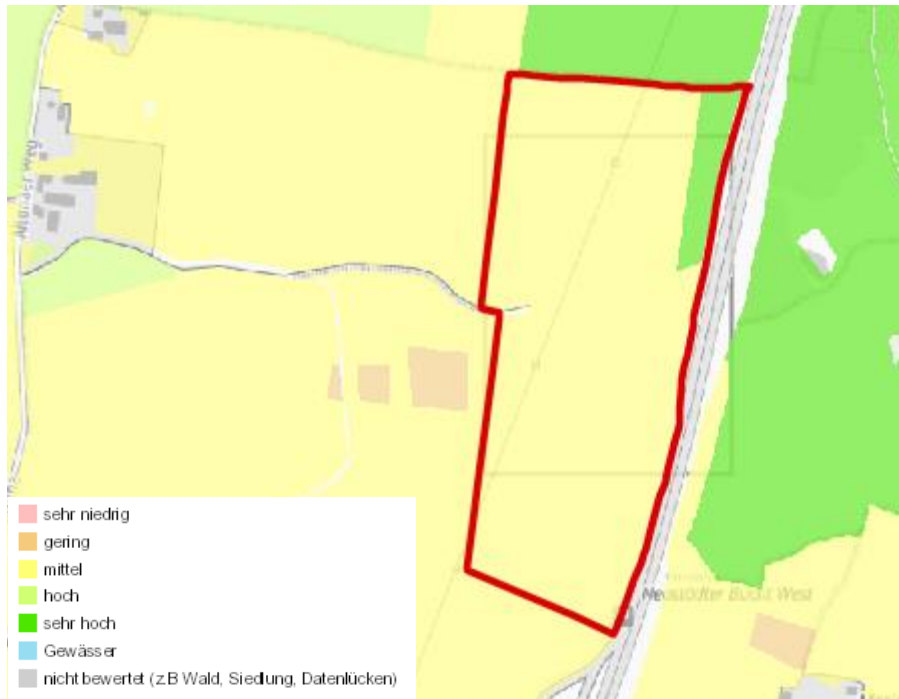 Neustädter Bucht West
sehr niedrig
gering
mittel
hoch
sehr hoch
Gewässer
nicht bewertet (z.B Wald, Siedlung, Datenlücken)